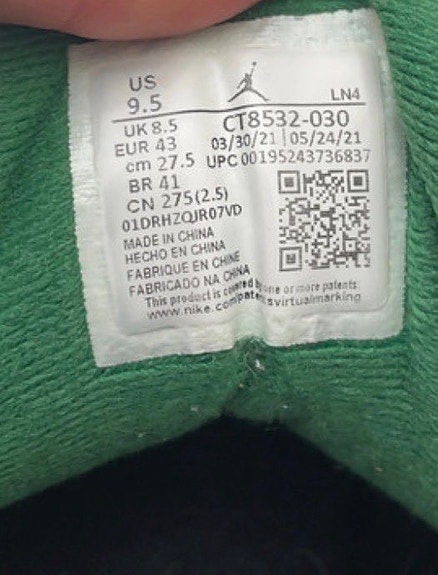 US
9.5
LN4
UK 8.5
EUR 43
cm 27.5
BR 41
CN 275(2.5)
CT8532-030
03/30/21 | 05/24/21
UPC 00195243736837
01DRHZQJR07VD
MADE IN CHINA
HECHO EN CHINA
FABRIQUE EN CHINE
FABRICADO NA CHINA
This product is covered by one or more patents
www.nike.com/patentsvirtualmarking